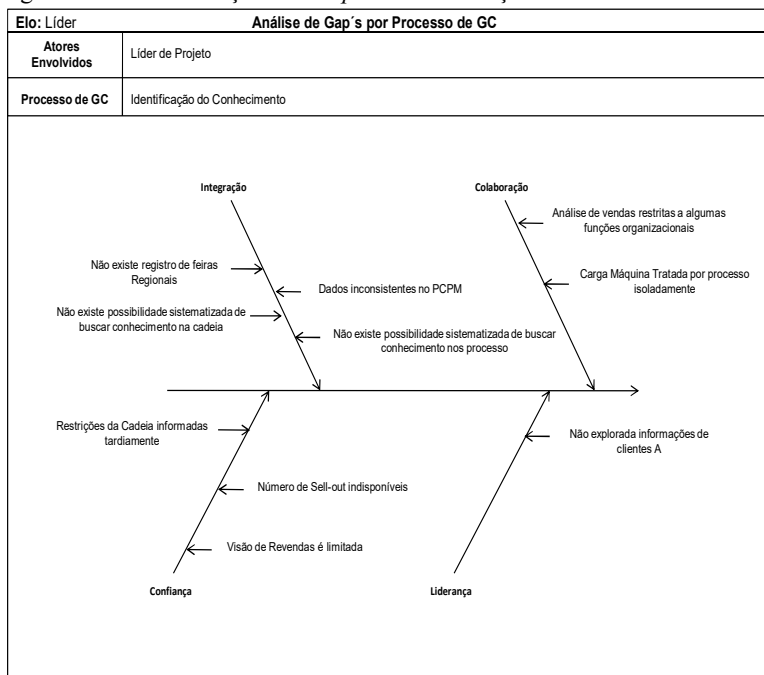 Elo: Líder Análise de Gap´s por Processo de GC
Atores
Envolvidos
Líder de Projeto
Processo de GC
Identificação do Conhecimento
Integração
Colaboração
Análise de vendas restritas a algumas
funções organizacionais
Não existe registro de feiras
Regionais
Carga Máquina Tratada por processo
isoladamente
Dados inconsistentes no PCPM
Não existe possibilidade sistematizada de
buscar conhecimento na cadeia
Não existe possibilidade sistematizada de buscar
conhecimento nos processo
Restrições da Cadeia informadas
tardiamente
Não explorada informações de
clientes A
Número de Sell-out indisponíveis
Visão de Revendas é limitada
Confiança
Liderança